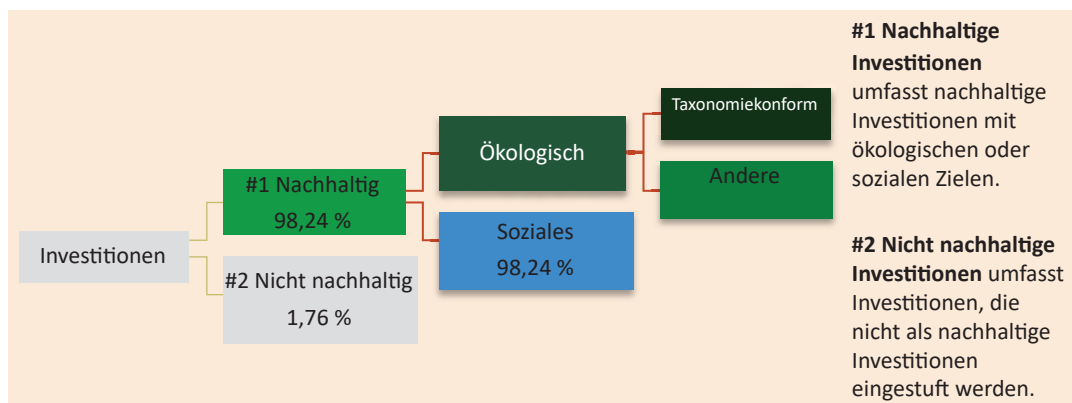 Investitionen
#1 Nachhaltig
98,24 %
#2 Nicht nachhaltig
1,76 %
Ökologisch
Soziales
98,24 %
Taxonomiekonform
Andere
#1 Nachhaltige
Investitionen
umfasst nachhaltige
Investitionen mit
ökologischen oder
sozialen Zielen.
#2 Nicht nachhaltige
Investitionen umfasst
Investitionen, die
nicht als nachhaltige
Investitionen
eingestuft werden.